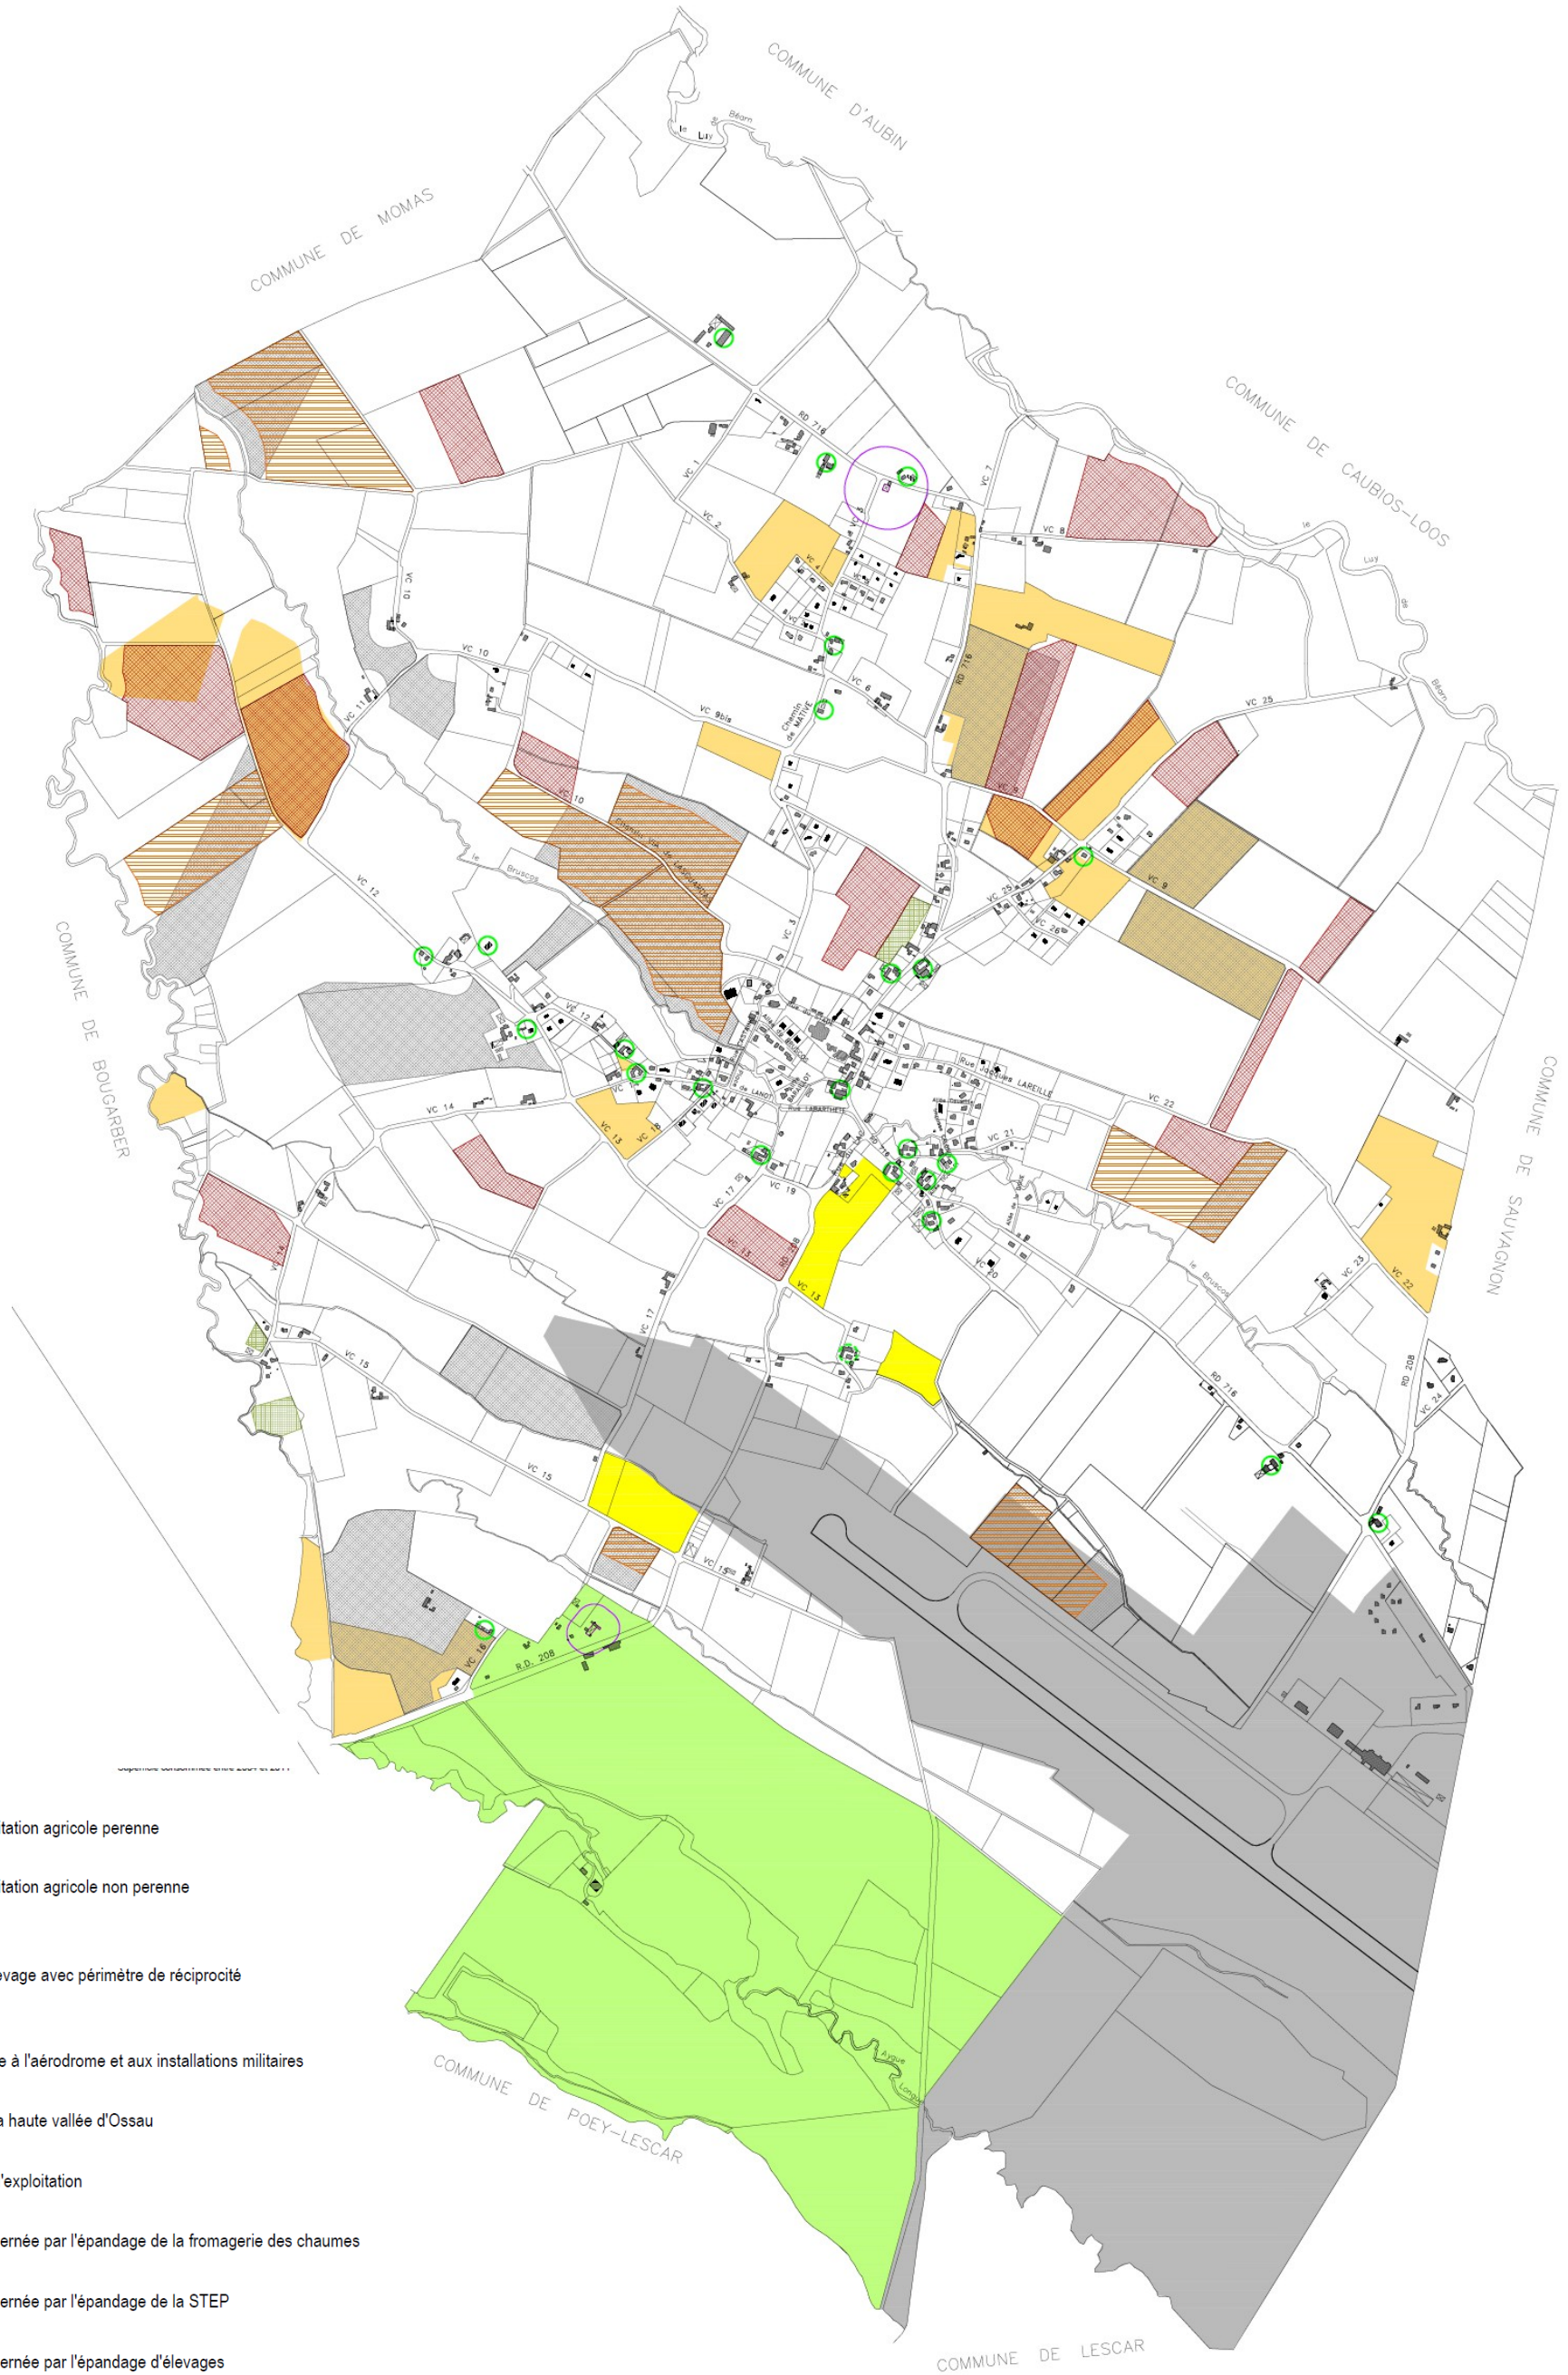 COMMUNE D'AUBIN
le Luy de Béarn
COMMUNE DE MOMAS
COMMUNE DE CAUBIOS-LOOS
RD 716
VC 1
VC 7
VC 2
VC 8
le Luy de Béarn
VC 4
VC 10
VC 10
VC 6
RD 716
VC 25
VC 11
VC 9bis
Chemin de MATIVE
VC 10
le Bruscos
VC 12
VC 3
VC 25
VC 9
VC 26
COMMUNE DE BOUGARBER
COMMUNE DE SAUVAGNON
VC 12
Rue Jacques LAREILLE
VC 22
VC 14
de LANOT
Rue LABARTHETE
VC 21
VC 13
VC 18
VC 19
VC 17
VC 13
RD 208
VC 20
VC 23
VC 22
VC 14
VC 13
le Bruscos
VC 17
VC 15
RD 716
RD 208
VC 24
VC 15
VC 15
VC 16
R.D. 208
tation agricole perenne
tation agricole non perenne
evage avec périmètre de réciprocité
e à l'aérodrome et aux installations militaires
a haute vallée d'Ossau
'exploitation
ernée par l'épandage de la fromagerie des chaumes
ernée par l'épandage de la STEP
ernée par l'épandage d'élevages
Aygue Longue
COMMUNE DE POEY-LESCAR
COMMUNE DE LESCAR